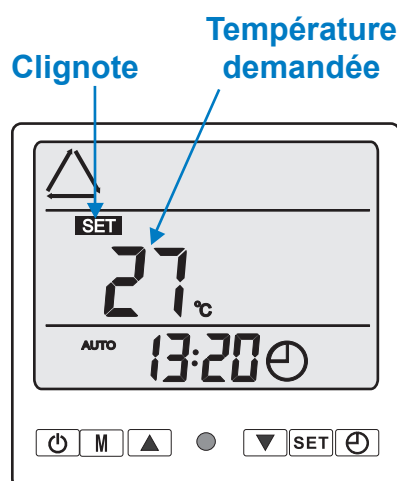 Température
Clignote demandée
SET
27 °C
AUTO 13:20
M SET